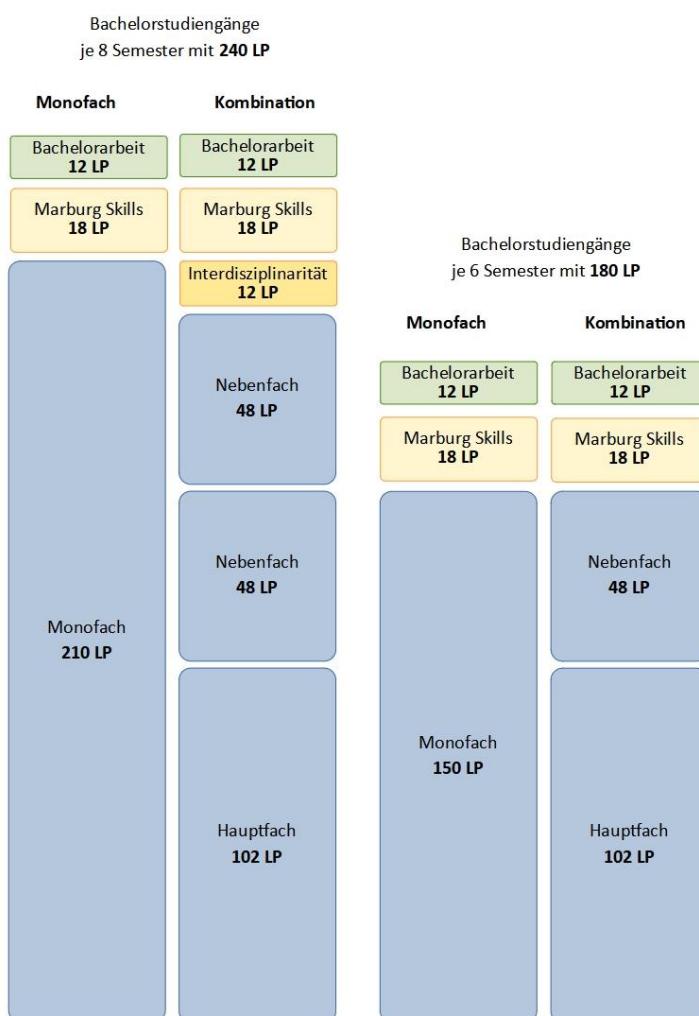 Bachelorstudiengänge
je 8 Semester mit 240 LP
Monofach
Bachelorarbeit
12 LP
Marburg Skills
18 LP
Monofach
210 LP
Kombination
Bachelorarbeit
12 LP
Marburg Skills
18 LP
Interdisziplinarität
12 LP
Nebenfach
48 LP
Nebenfach
48 LP
Hauptfach
102 LP
Bachelorstudiengänge
je 6 Semester mit 180 LP
Monofach
Bachelorarbeit
12 LP
Marburg Skills
18 LP
Monofach
150 LP
Kombination
Bachelorarbeit
12 LP
Marburg Skills
18 LP
Nebenfach
48 LP
Hauptfach
102 LP